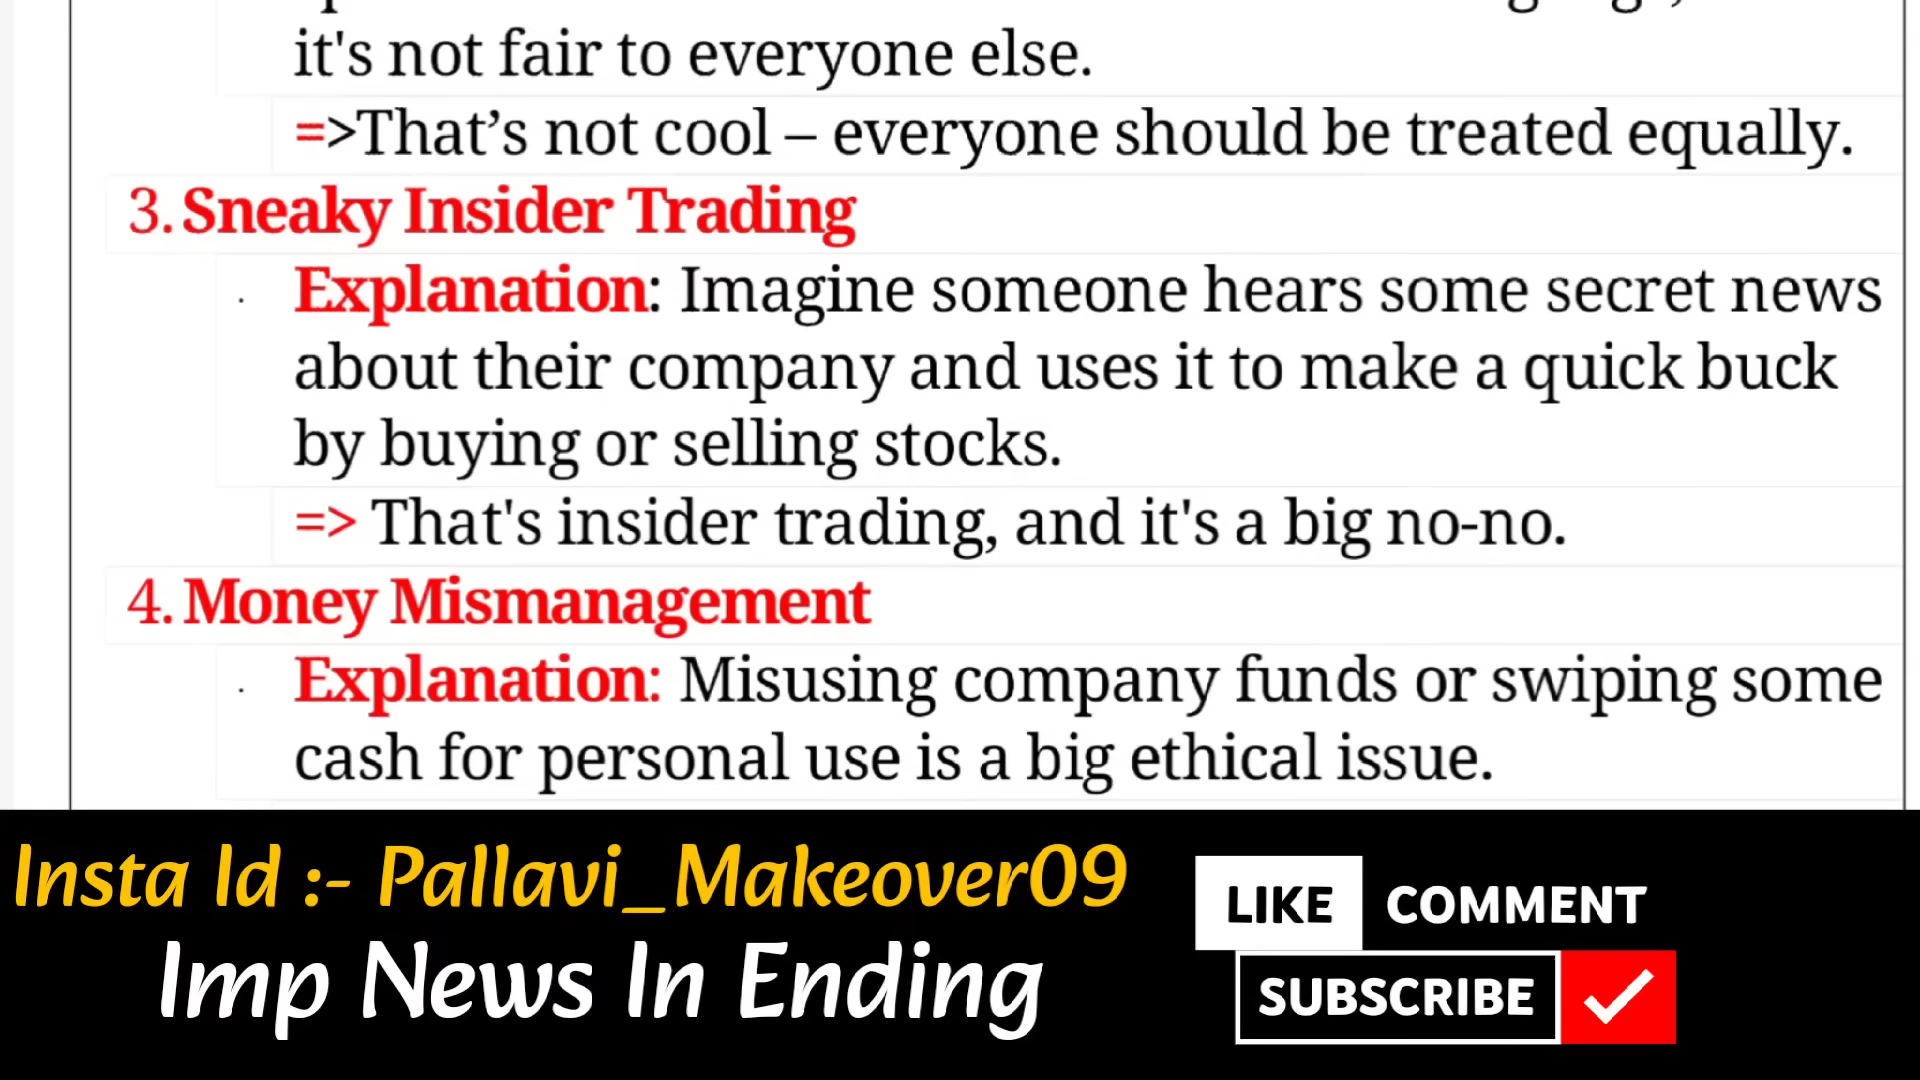 it's not fair to everyone else.
=>That’s not cool – everyone should be treated equally.
3. Sneaky Insider Trading
· Explanation: Imagine someone hears some secret news
about their company and uses it to make a quick buck
by buying or selling stocks.
=> That's insider trading, and it's a big no-no.
4. Money Mismanagement
· Explanation: Misusing company funds or swiping some
cash for personal use is a big ethical issue.
Insta Id :- Pallavi_Makeover09
Imp News In Ending
LIKE COMMENT
SUBSCRIBE